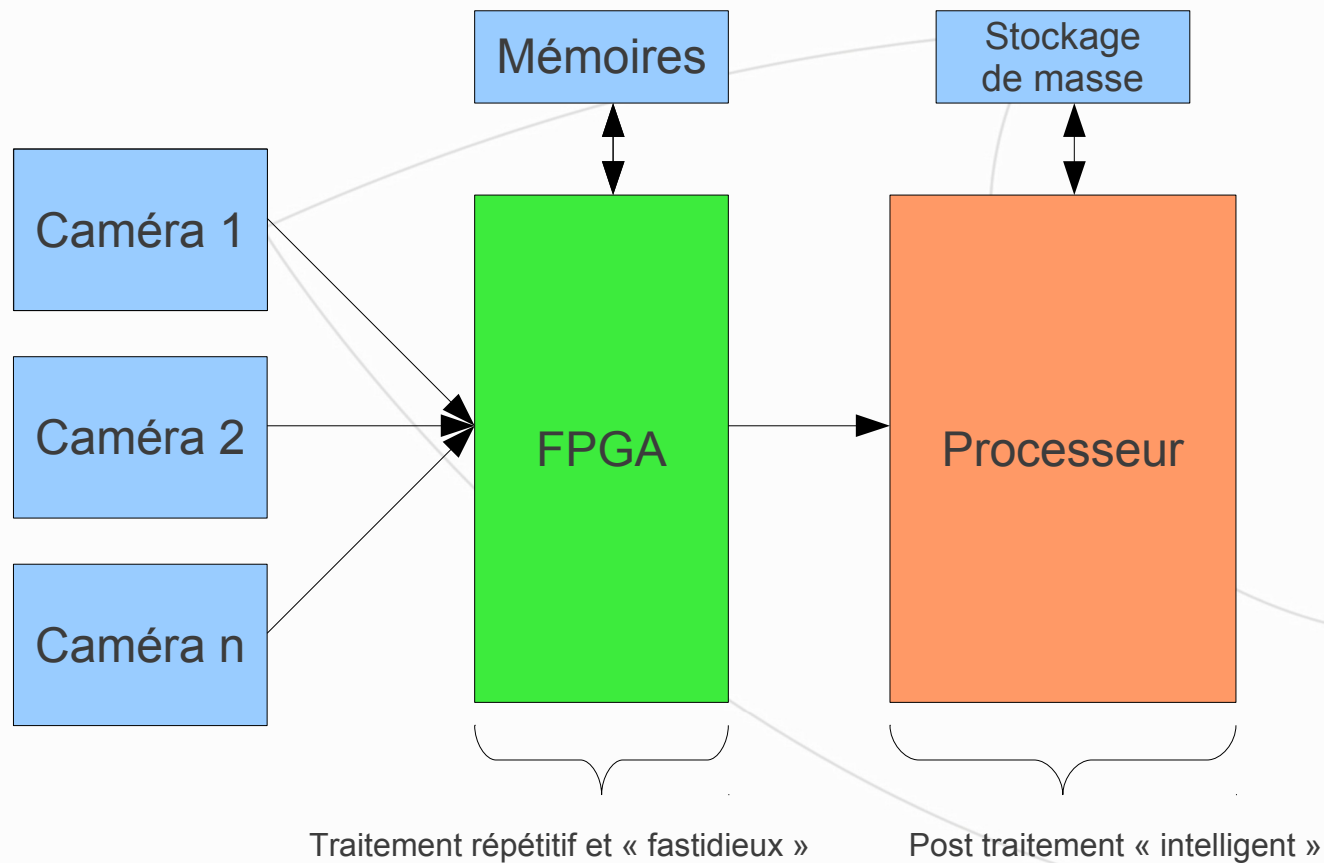 Mémoires
Stockage
de masse
Caméra 1
Caméra 2
Caméra n
FPGA
Processeur
Traitement répétitif et « fastidieux »
Post traitement « intelligent »